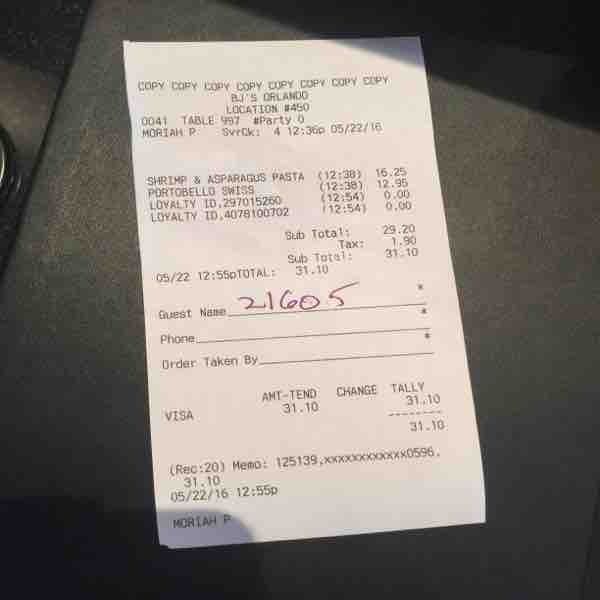 COPY COPY COPY COPY COPY COPY COPY COPY
BJ'S ORLANDO
LOCATION #490
0041 TABLE 997 #Party 0
MORIAH P SvrCk: 4 12:36p 05/22/16
SHRIMP & ASPARAGUS PASTA (12:38) 16.25
PORTOBELLO SWISS (12:38) 12.95
LOYALTY ID,297015260 (12:54) 0.00
LOYALTY ID,4078100702 (12:54) 0.00
Sub Total: 29.20
Tax: 1.90
Sub Total: 31.10
05/22 12:55pTOTAL: 31.10
*
Guest Name 21605
*
Phone
*
Order Taken By
AMT-TEND CHANGE TALLY
VISA 31.10 31.10
--------
31.10
(Rec:20) Memo: 125139,xxxxxxxxxxxx0596,
31.10
05/22/16 12:55p
MORIAH P